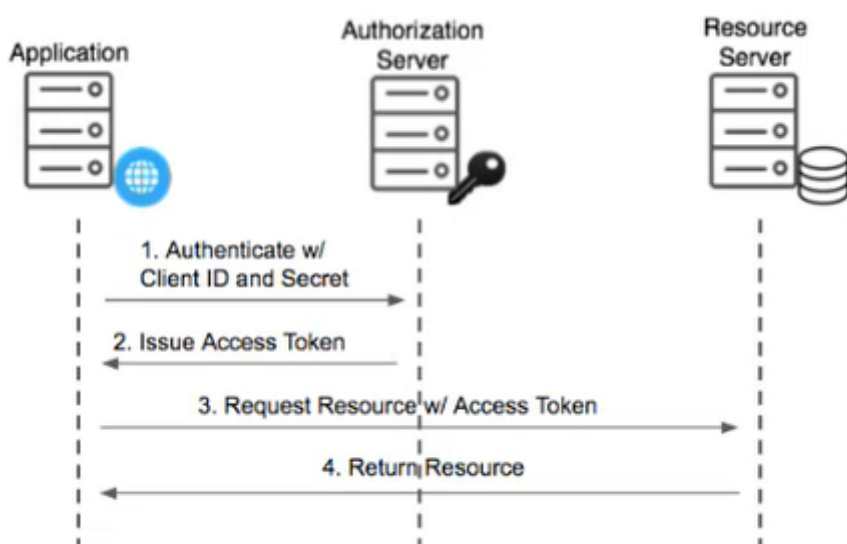 Application
Authorization
Server
Resource
Server
1. Authenticate w/
Client ID and Secret
2. Issue Access Token
3. Request Resource w/ Access Token
4. Return Resource